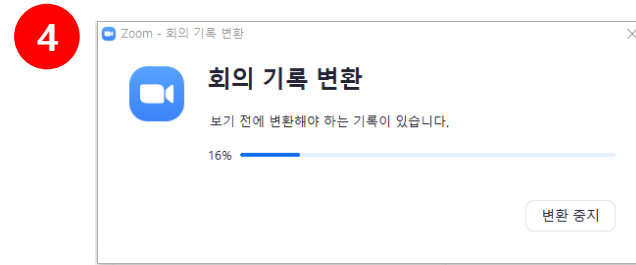 4
Zoom - 회의 기록 변환
회의 기록 변환
보기 전에 변환해야 하는 기록이 있습니다.
16%
변환 중지